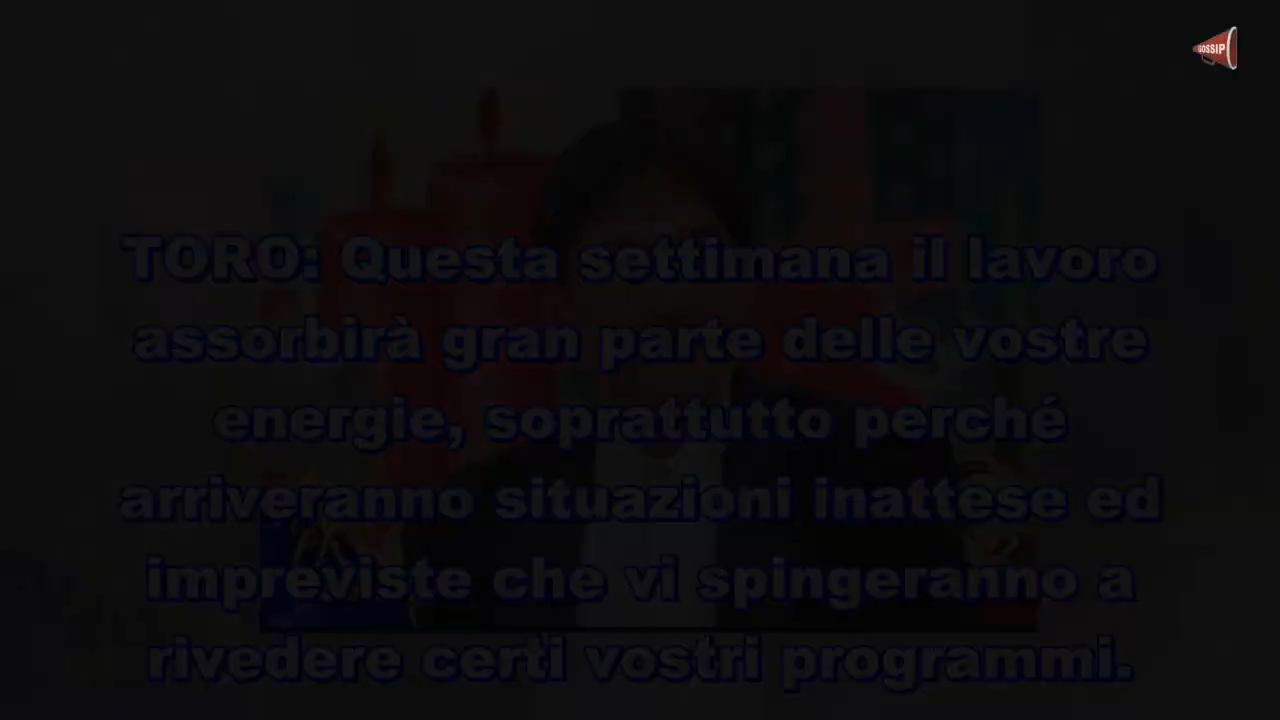 GOSSIP
TORO: Questa settimana il lavoro
assorbirà gran parte delle vostre
energie, soprattutto perché
arriveranno situazioni inattese ed
impreviste che vi spingeranno a
rivedere certi vostri programmi.